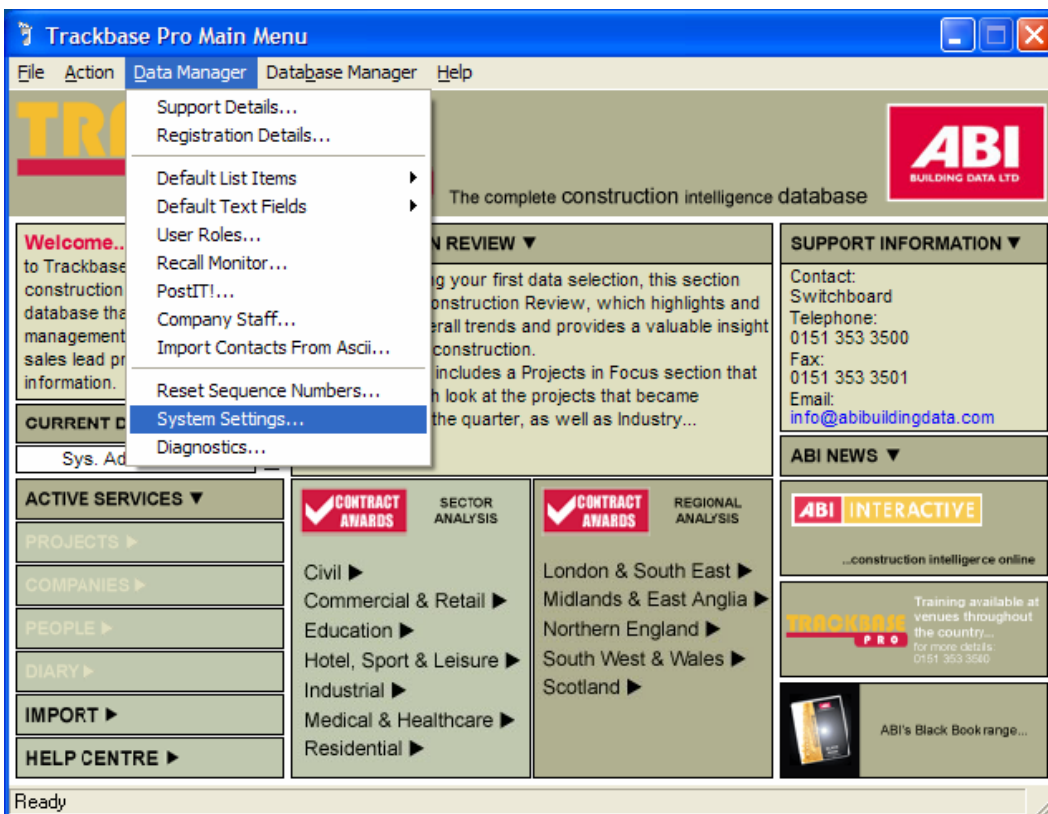 Trackbase Pro Main Menu
File Action Data Manager Database Manager Help
Support Details...
Registration Details...
Default List Items
Default Text Fields
User Roles...
Recall Monitor...
PostIT!...
Company Staff...
Import Contacts From Ascii...
Reset Sequence Numbers...
System Settings...
Diagnostics...
TR
The complete construction intelligence database
ABI
BUILDING DATA LTD
Welcome..
to Trackbase
construction
database tha
management
sales lead pr
information.
CURRENT D
Sys. Ad
N REVIEW ▼
g your first data selection, this section
onstruction Review, which highlights and
erall trends and provides a valuable insight
construction.
includes a Projects in Focus section that
h look at the projects that became
the quarter, as well as Industry...
SUPPORT INFORMATION ▼
Contact:
Switchboard
Telephone:
0151 353 3500
Fax:
0151 353 3501
Email:
info@abibuildingdata.com
ABI NEWS ▼
ACTIVE SERVICES ▼
PROJECTS ▶
COMPANIES ▶
PEOPLE ▶
DIARY ▶
IMPORT ▶
HELP CENTRE ▶
CONTRACT
AWARDS
SECTOR
ANALYSIS
Civil ▶
Commercial & Retail ▶
Education ▶
Hotel, Sport & Leisure ▶
Industrial ▶
Medical & Healthcare ▶
Residential ▶
CONTRACT
AWARDS
REGIONAL
ANALYSIS
London & South East ▶
Midlands & East Anglia ▶
Northern England ▶
South West & Wales ▶
Scotland ▶
ABI INTERACTIVE
...construction intelligerce online
TRACKBASE
PRO
Training available at
venues throughout
the country...
for more details:
0151 353 3500
ABI
ABI's Black Book range...
Ready